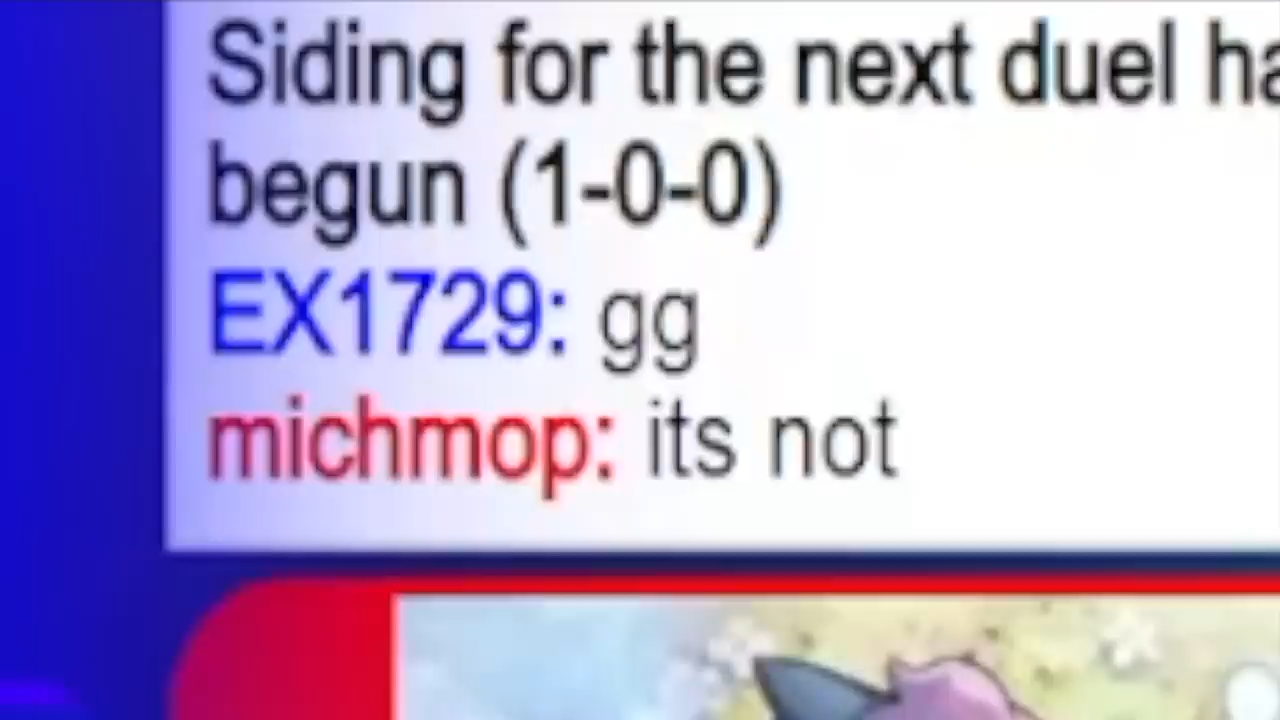 Siding for the next duel ha
begun (1-0-0)
EX1729: gg
michmop: its not